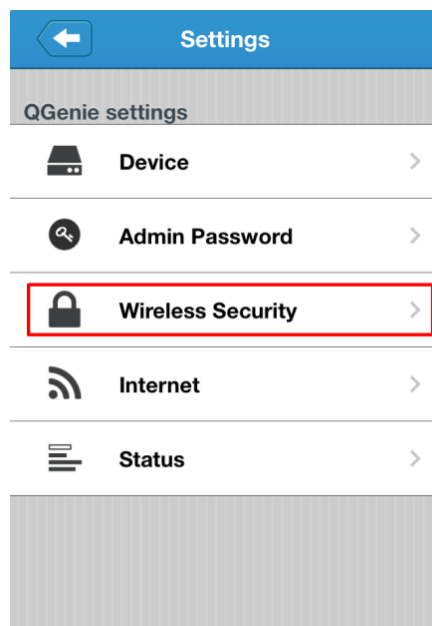 Settings
QGenie settings
Device
Admin Password
Wireless Security
Internet
Status